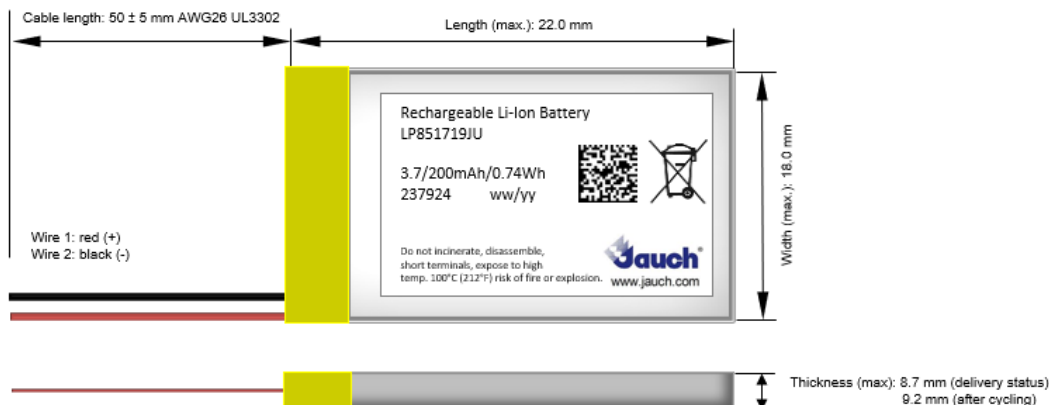 Cable length: 50 ± 5 mm AWG26 UL3302
Length (max.): 22.0 mm
Rechargeable Li-Ion Battery
LP851719JU
3.7/200mAh/0.74Wh
237924 ww/yy
Width (max.): 18.0 mm
Wire 1: red (+)
Wire 2: black (-)
Do not incinerate, disassemble,
short terminals, expose to high
temp. 100°C (212°F) risk of fire or explosion.
Jauch®
www.jauch.com
Thickness (max): 8.7 mm (delivery status)
9.2 mm (after cycling)